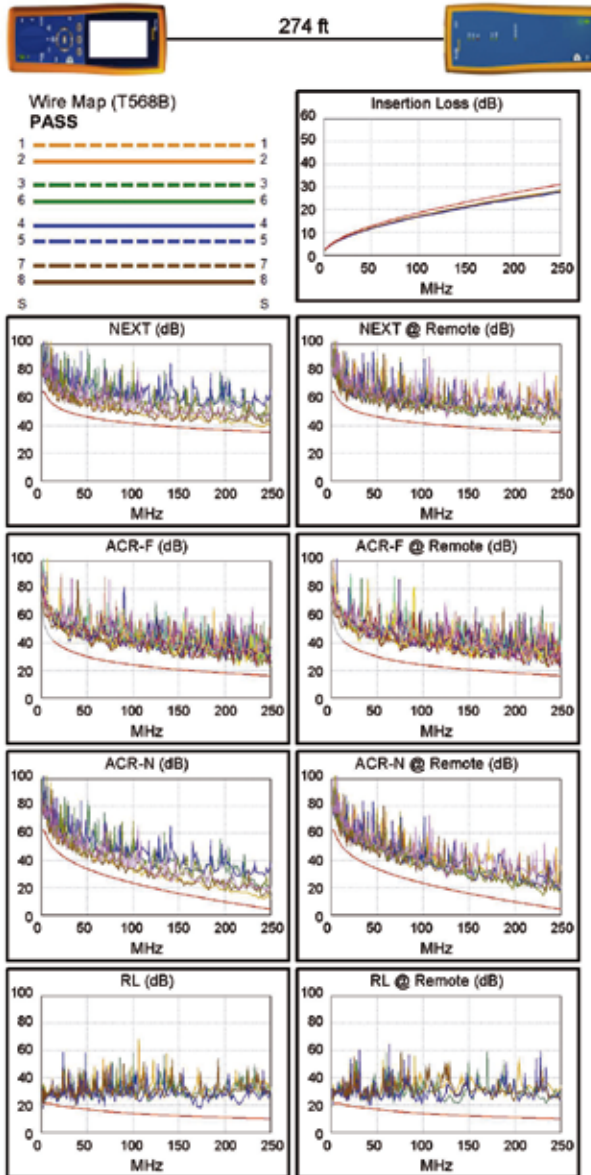 274 ft
Wire Map (T568B)
PASS
1 1
2 2
3 3
6 6
4 4
5 5
7 7
8 8
S S
Insertion Loss (dB)
60
50
40
30
20
10
0
0 50 100 150 200 250
MHz
NEXT (dB)
100
80
60
40
20
0
0 50 100 150 200 250
MHz
NEXT @ Remote (dB)
100
80
60
40
20
0
0 50 100 150 200 250
MHz
ACR-F (dB)
100
80
60
40
20
0
0 50 100 150 200 250
MHz
ACR-F @ Remote (dB)
100
80
60
40
20
0
0 50 100 150 200 250
MHz
ACR-N (dB)
100
80
60
40
20
0
0 50 100 150 200 250
MHz
ACR-N @ Remote (dB)
100
80
60
40
20
0
0 50 100 150 200 250
MHz
RL (dB)
100
80
60
40
20
0
0 50 100 150 200 250
MHz
RL @ Remote (dB)
100
80
60
40
20
0
0 50 100 150 200 250
MHz